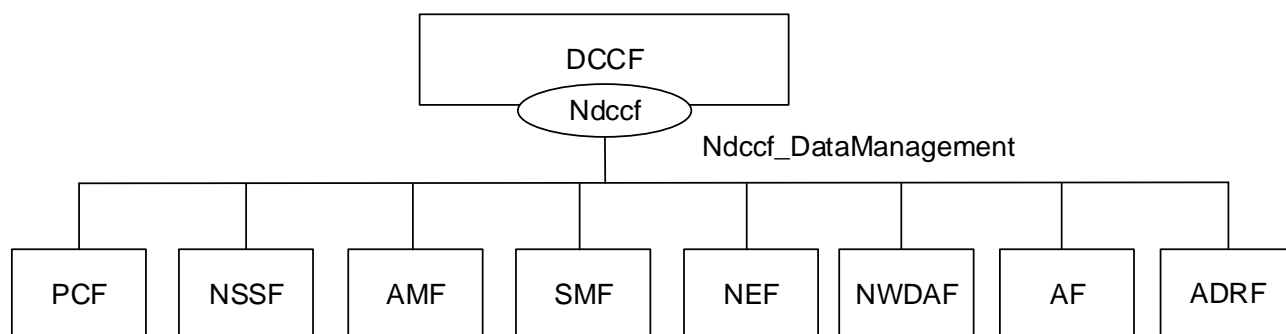 DCCF
Ndccf
Ndccf_DataManagement
PCF NSSF AMF SMF NEF NWDAF AF ADRF